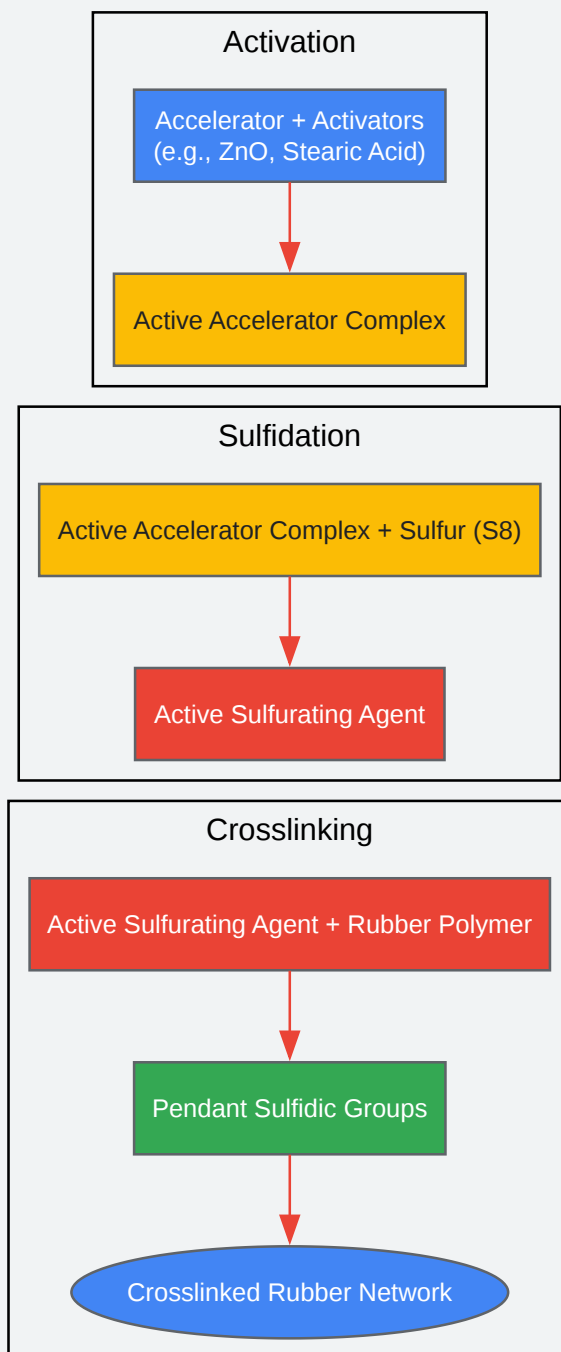 Activation
Accelerator + Activators
(e.g., ZnO, Stearic Acid)
Active Accelerator Complex
Sulfidation
Active Accelerator Complex + Sulfur (S8)
Active Sulfurating Agent
Crosslinking
Active Sulfurating Agent + Rubber Polymer
Pendant Sulfidic Groups
Crosslinked Rubber Network